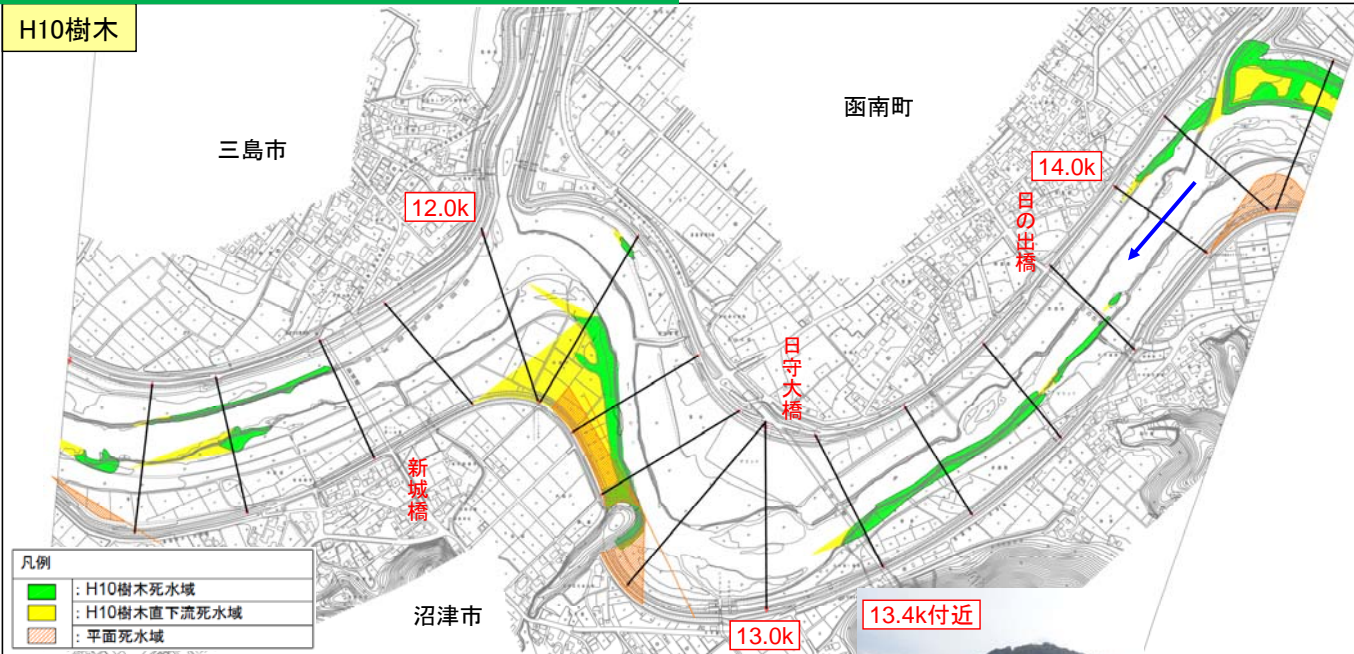 H10樹木
三島市
函南町
12.0k
14.0k
日の出橋
日守大橋
新城橋
沼津市
13.0k
13.4k付近
凡例
：H10樹木死水域
：H10樹木直下流死水域
：平面死水域